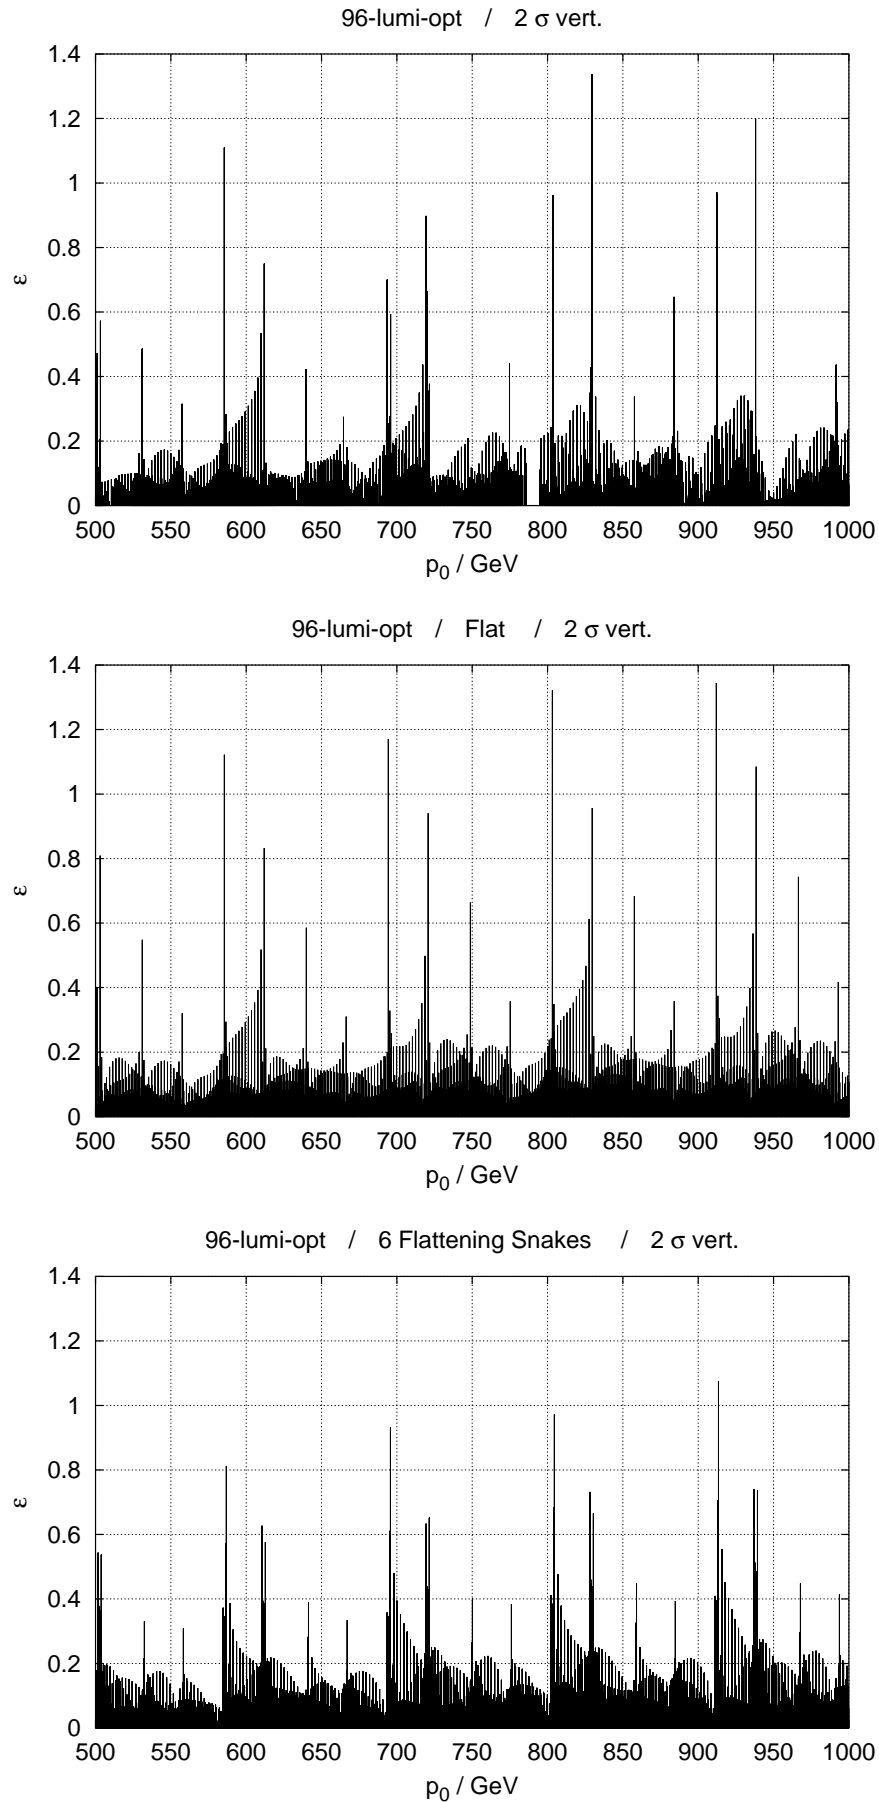 96-lumi-opt / 2 σ vert.
1.4
1.2
1
0.8
0.6
0.4
0.2
0
ε
500 550 600 650 700 750 800 850 900 950 1000
p0 / GeV
96-lumi-opt / Flat / 2 σ vert.
1.4
1.2
1
0.8
0.6
0.4
0.2
0
ε
500 550 600 650 700 750 800 850 900 950 1000
p0 / GeV
96-lumi-opt / 6 Flattening Snakes / 2 σ vert.
1.4
1.2
1
0.8
0.6
0.4
0.2
0
ε
500 550 600 650 700 750 800 850 900 950 1000
p0 / GeV